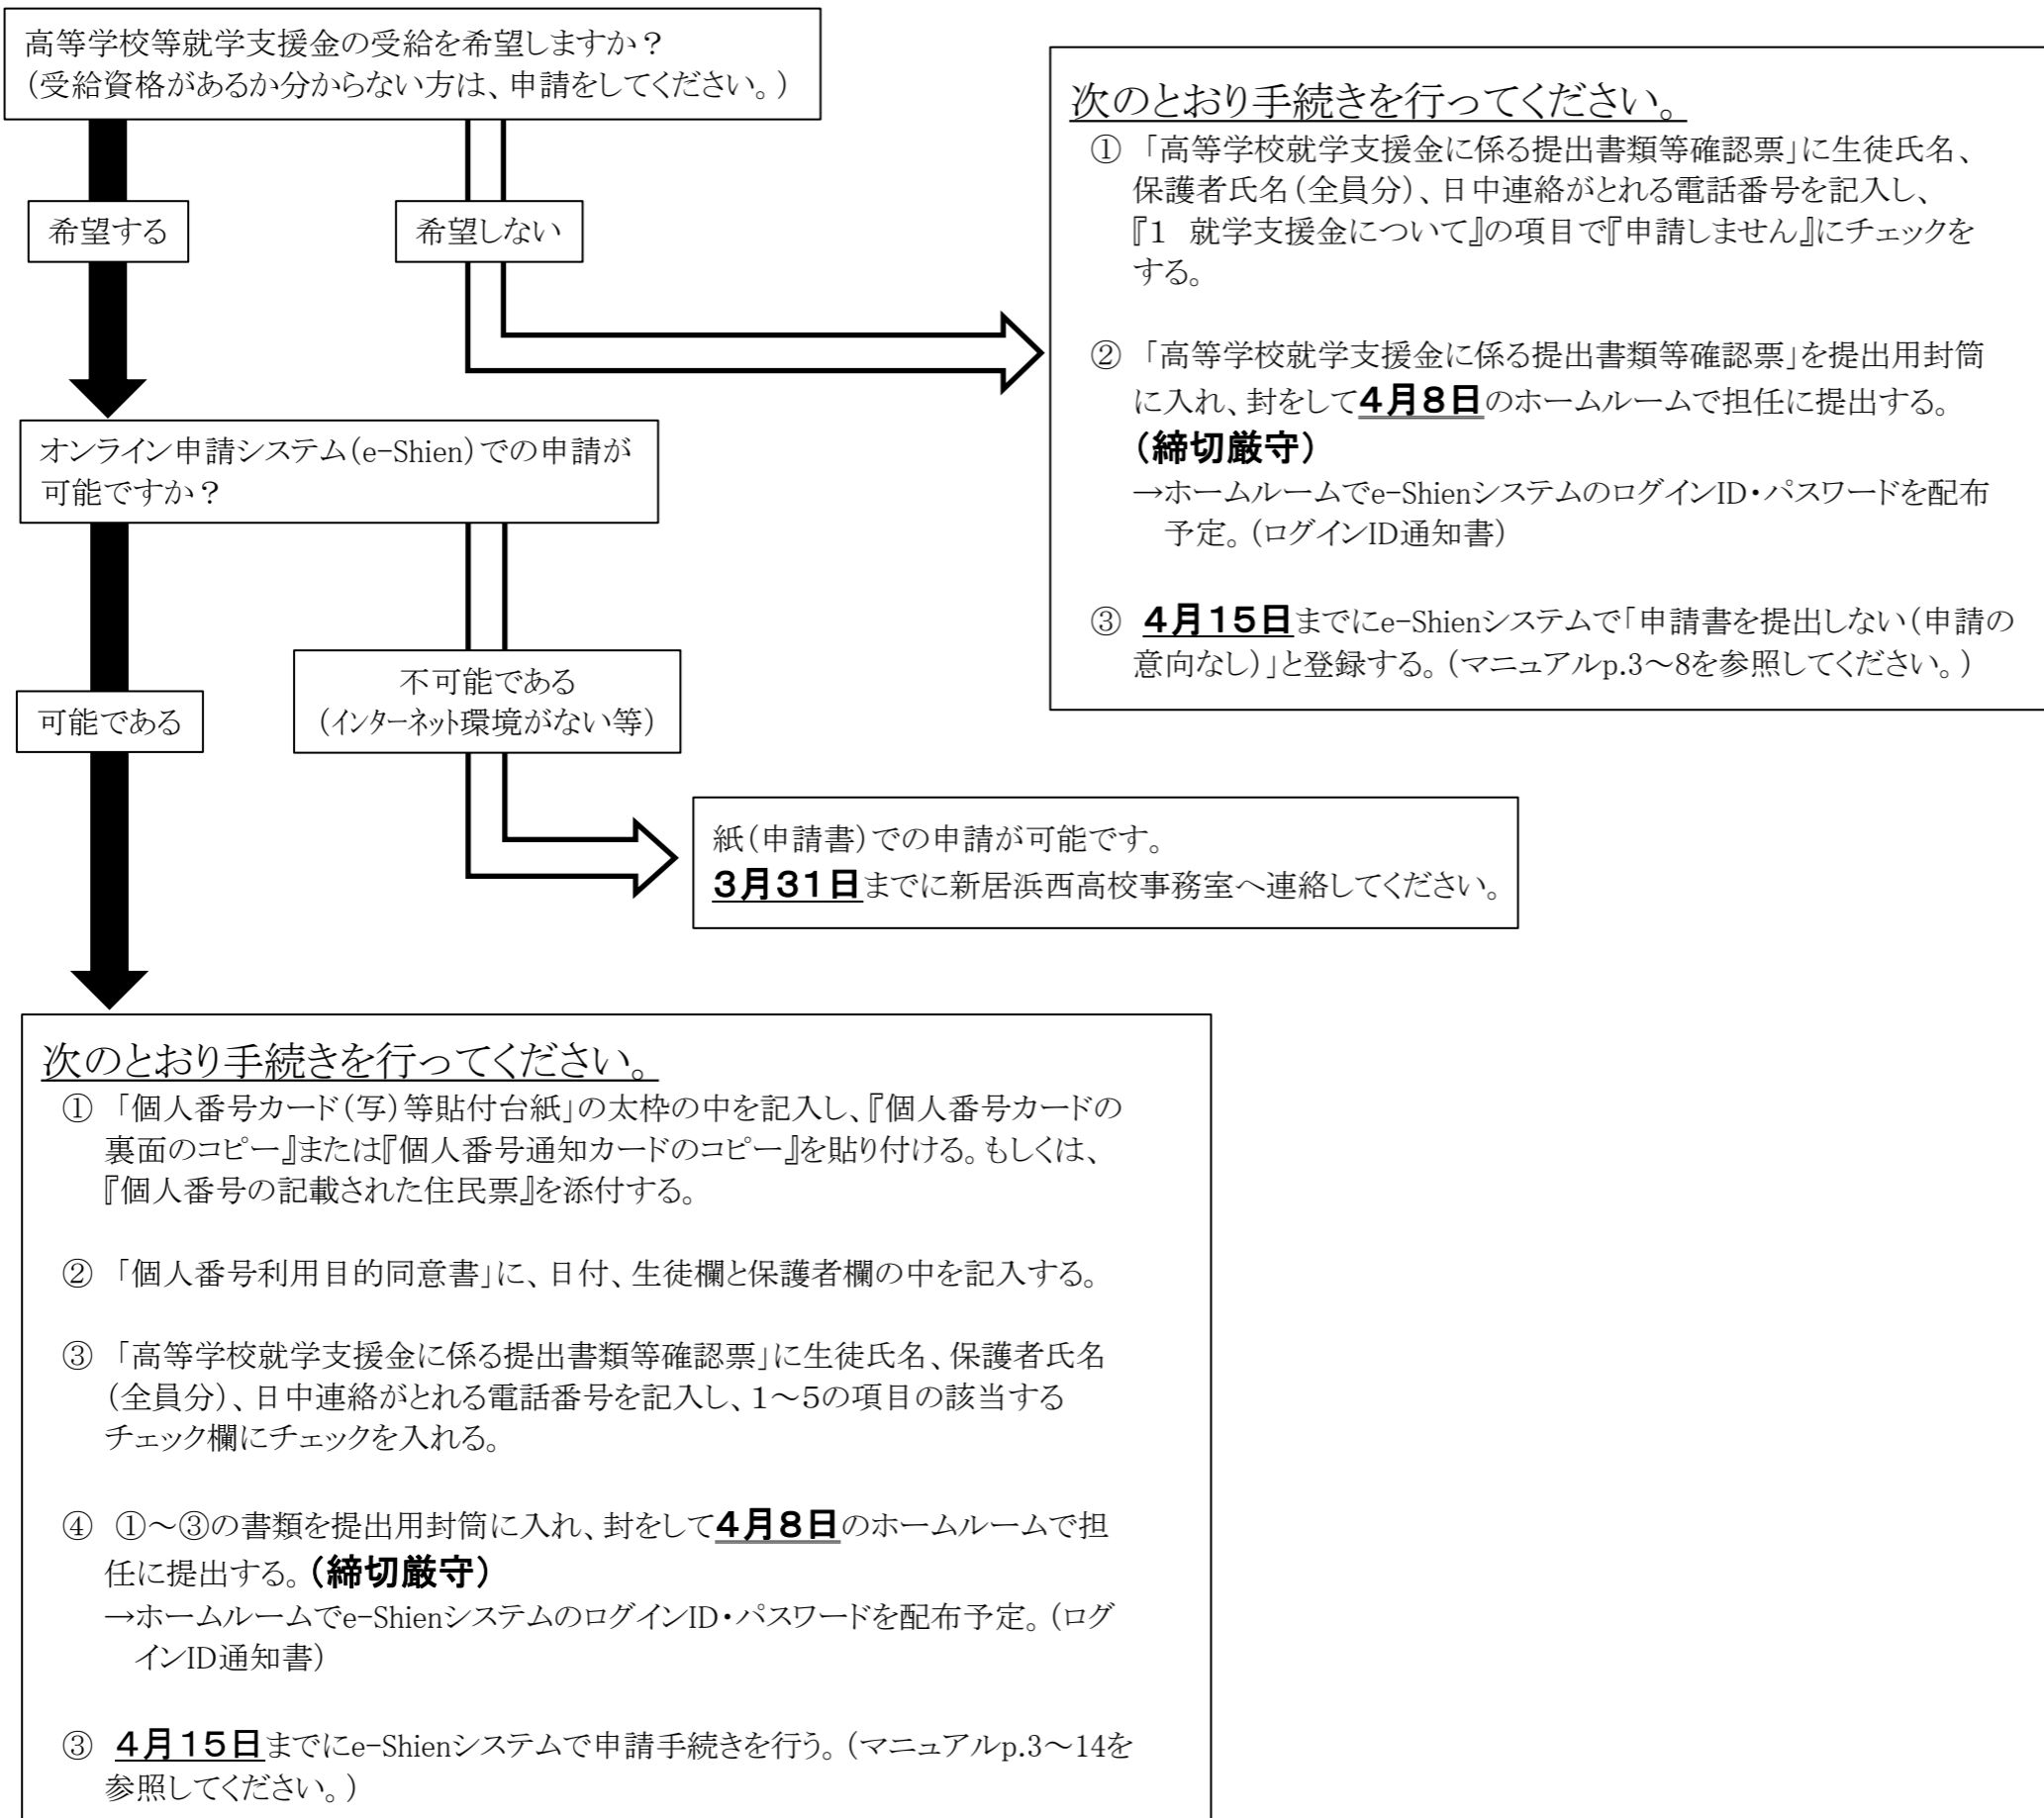 高等学校等就学支援金の受給を希望しますか？
（受給資格があるか分からない方は、申請をしてください。）
希望する
希望しない
次のとおり手続きを行ってください。
① 「高等学校就学支援金に係る提出書類等確認票」に生徒氏名、
保護者氏名（全員分）、日中連絡がとれる電話番号を記入し、
『１　就学支援金について』の項目で『申請しません』にチェックを
する。
② 「高等学校就学支援金に係る提出書類等確認票」を提出用封筒
に入れ、封をして４月８日のホームルームで担任に提出する。
（締切厳守）
→ホームルームでe-ShienシステムのログインID・パスワードを配布
予定。（ログインID通知書）
③ ４月１５日までにe-Shienシステムで「申請書を提出しない（申請の
意向なし）」と登録する。（マニュアルp.3～8を参照してください。）
オンライン申請システム（e-Shien）での申請が
可能ですか？
可能である
不可能である
（インターネット環境がない等）
紙（申請書）での申請が可能です。
３月３１日までに新居浜西高校事務室へ連絡してください。
次のとおり手続きを行ってください。
① 「個人番号カード（写）等貼付台紙」の太枠の中を記入し、『個人番号カードの
裏面のコピー』または『個人番号通知カードのコピー』を貼り付ける。もしくは、
『個人番号の記載された住民票』を添付する。
② 「個人番号利用目的同意書」に、日付、生徒欄と保護者欄の中を記入する。
③ 「高等学校就学支援金に係る提出書類等確認票」に生徒氏名、保護者氏名
（全員分）、日中連絡がとれる電話番号を記入し、１～５の項目の該当する
チェック欄にチェックを入れる。
④ ①～③の書類を提出用封筒に入れ、封をして４月８日のホームルームで担
任に提出する。（締切厳守）
→ホームルームでe-ShienシステムのログインID・パスワードを配布予定。（ログ
インID通知書）
③ ４月１５日までにe-Shienシステムで申請手続きを行う。（マニュアルp.3～14を
参照してください。）